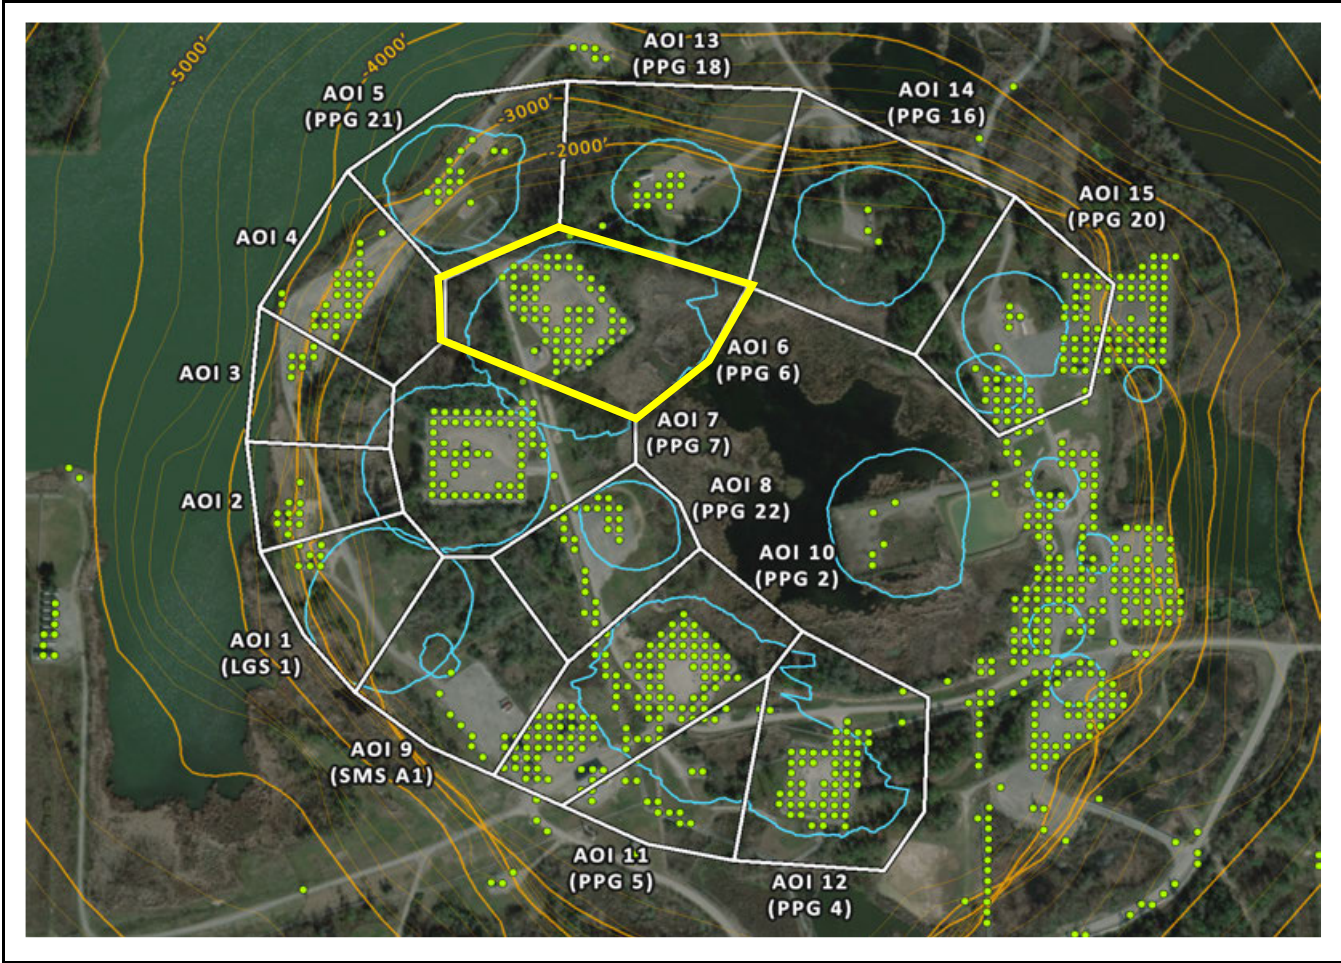 -5000'
-4000'
AOI 13
(PPG 18)
AOI 5
(PPG 21)
AOI 14
(PPG 16)
-3000'
-2000'
AOI 15
(PPG 20)
AOI 4
AOI 6
(PPG 6)
AOI 3
AOI 7
(PPG 7)
AOI 2
AOI 8
(PPG 22)
AOI 10
(PPG 2)
AOI 1
(LGS 1)
AOI 9
(SMS A1)
AOI 11
(PPG 5)
AOI 12
(PPG 4)